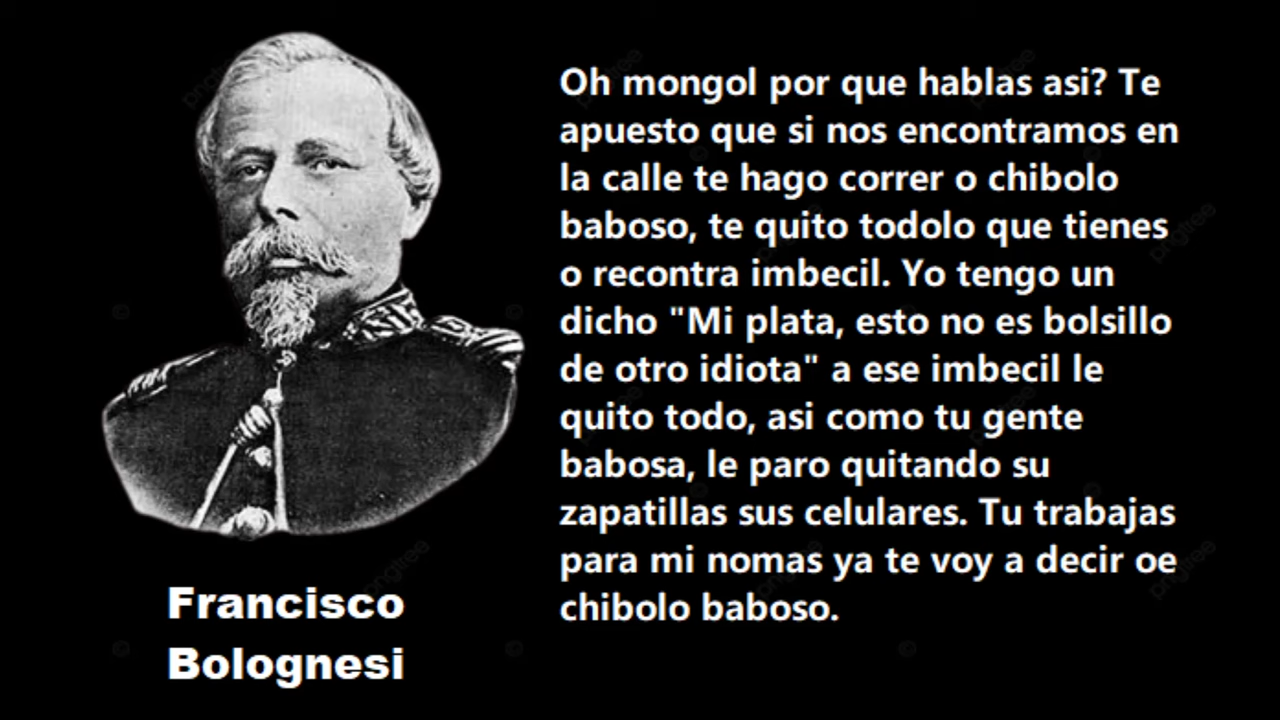 Oh mongol por que hablas asi? Te
apuesto que si nos encontramos en
la calle te hago correr o chibolo
baboso, te quito todolo que tienes
o recontra imbecil. Yo tengo un
dicho "Mi plata, esto no es bolsillo
de otro idiota" a ese imbecil le
quito todo, asi como tu gente
babosa, le paro quitando su
zapatillas sus celulares. Tu trabajas
para mi nomas ya te voy a decir oe
chibolo baboso.
Francisco
Bolognesi
pngtree